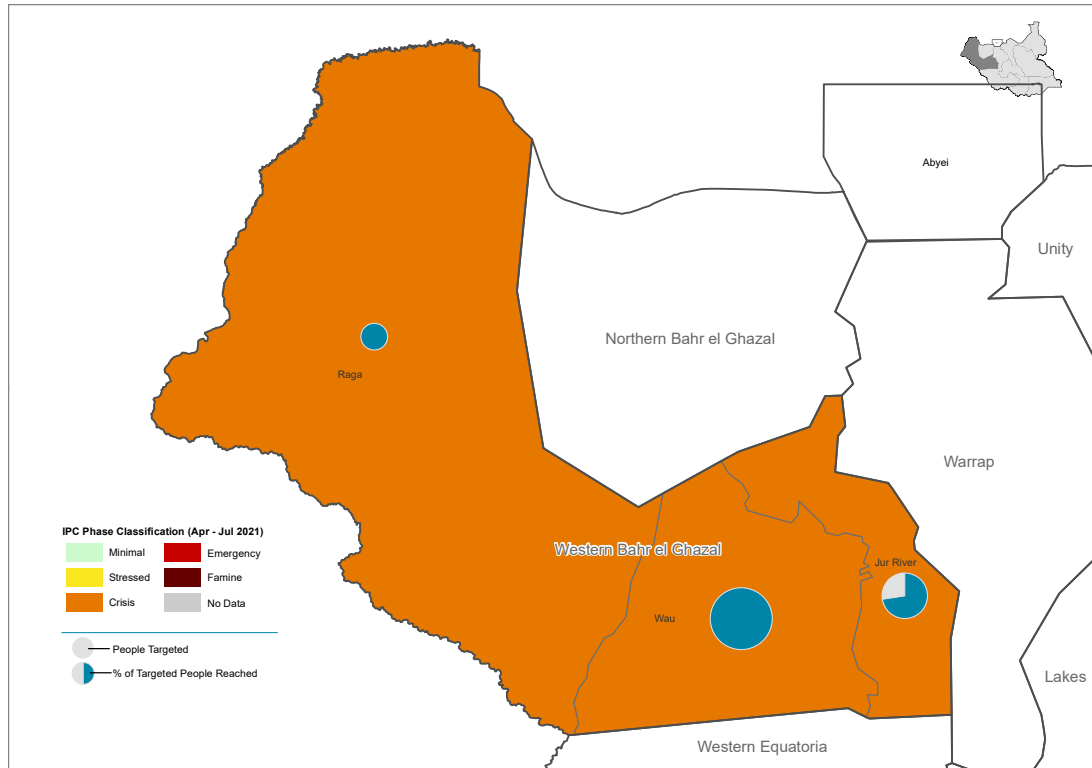 Abyei
Unity
Northern Bahr el Ghazal
Raga
Warrap
IPC Phase Classification (Apr - Jul 2021)
Minimal
Emergency
Stressed
Famine
Crisis
No Data
People Targeted
% of Targeted People Reached
Western Bahr el Ghazal
Jur River
Wau
Lakes
Western Equatoria